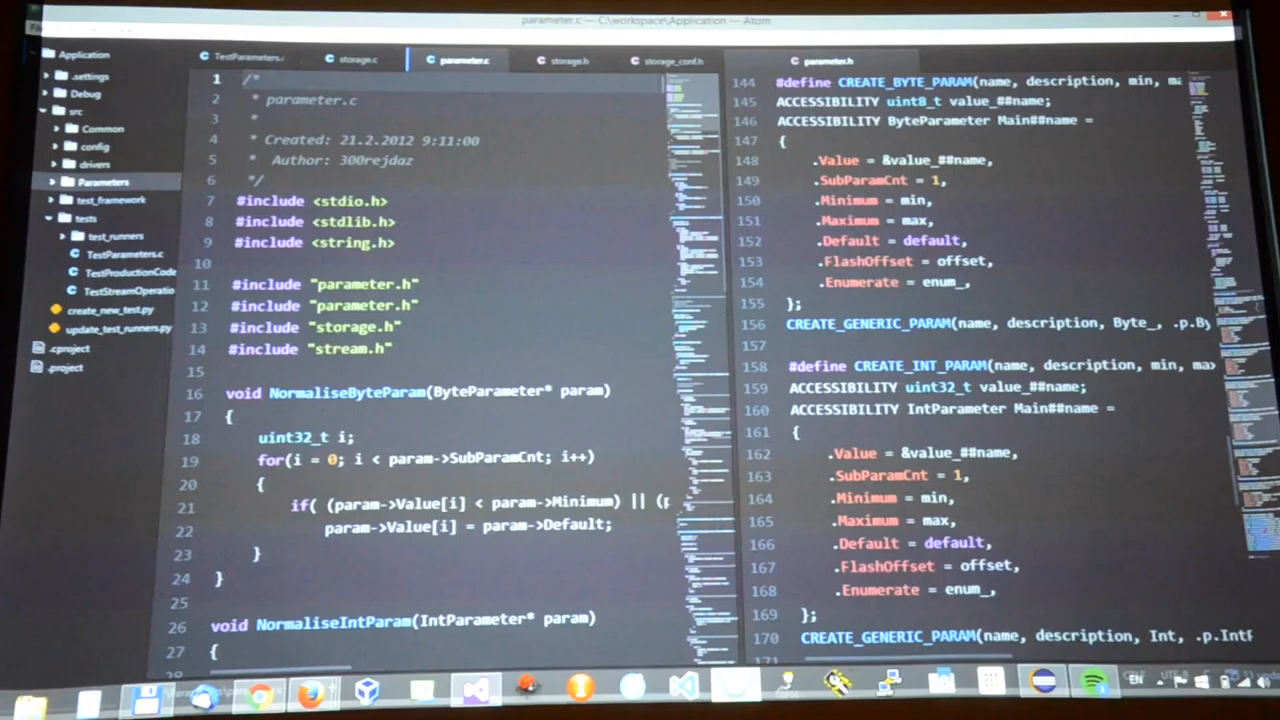 parameter.c — C:\workspace\Application — Atom
Application
.settings
Debug
src
Common
config
drivers
Parameters
test_framework
tests
test_runners
TestParameters.c
TestProductionCode
TestStreamOperatio
create_new_test.py
update_test_runners.py
.cproject
.project
TestParameters.c storage.c parameter.c storage.h storage_conf.h
1 /*
2 * parameter.c
3 *
4 * Created: 21.2.2012 9:11:00
5 * Author: 300rejdaz
6 */
7 #include <stdio.h>
8 #include <stdlib.h>
9 #include <string.h>
10
11 #include "parameter.h"
12 #include "parameter.h"
13 #include "storage.h"
14 #include "stream.h"
15
16 void NormaliseByteParam(ByteParameter* param)
17 {
18 uint32_t i;
19 for(i = 0; i < param->SubParamCnt; i++)
20 {
21 if( (param->Value[i] < param->Minimum) || (p
22 param->Value[i] = param->Default;
23 }
24 }
25
26 void NormaliseIntParam(IntParameter* param)
27 {
parameter.h
144 #define CREATE_BYTE_PARAM(name, description, min, ma
145 ACCESSIBILITY uint8_t value_##name;
146 ACCESSIBILITY ByteParameter Main##name =
147 {
148 .Value = &value_##name,
149 .SubParamCnt = 1,
150 .Minimum = min,
151 .Maximum = max,
152 .Default = default,
153 .FlashOffset = offset,
154 .Enumerate = enum_,
155 };
156 CREATE_GENERIC_PARAM(name, description, Byte_, .p.By
157
158 #define CREATE_INT_PARAM(name, description, min, max
159 ACCESSIBILITY uint32_t value_##name;
160 ACCESSIBILITY IntParameter Main##name =
161 {
162 .Value = &value_##name,
163 .SubParamCnt = 1,
164 .Minimum = min,
165 .Maximum = max,
166 .Default = default,
167 .FlashOffset = offset,
168 .Enumerate = enum_,
169 };
170 CREATE_GENERIC_PARAM(name, description, Int, .p.IntP
171
EN